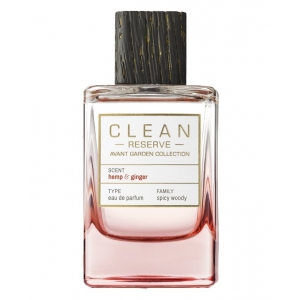 CLEAN
RESERVE
AVANT GARDEN COLLECTION
SCENT
hemp & ginger
TYPE FAMILY
eau de parfum spicy woody